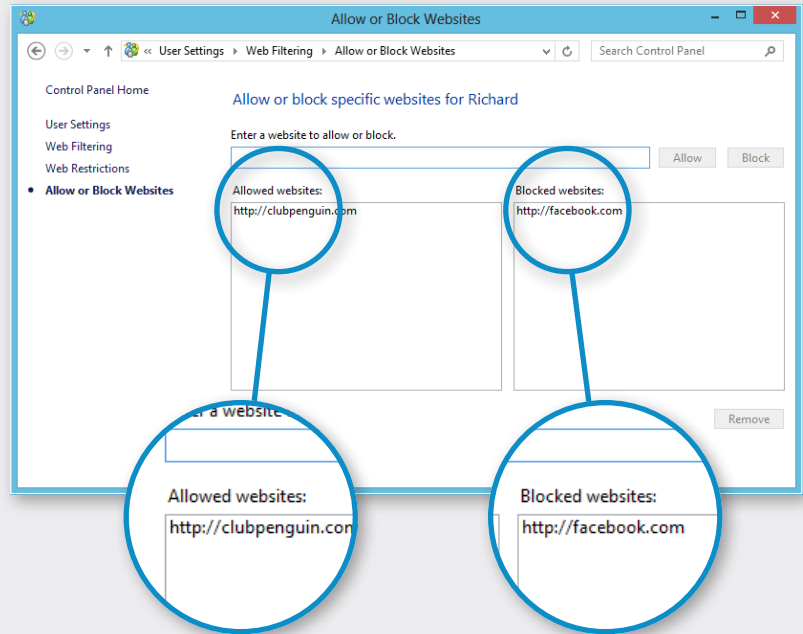 Allow or Block Websites
« User Settings ▸ Web Filtering ▸ Allow or Block Websites
Search Control Panel
Control Panel Home
User Settings
Web Filtering
Web Restrictions
• Allow or Block Websites
Allow or block specific websites for Richard
Enter a website to allow or block.
Allow
Block
Allowed websites:
http://clubpenguin.com
Blocked websites:
http://facebook.com
Remove
a website
Allowed websites:
http://clubpenguin.com
Blocked websites:
http://facebook.com